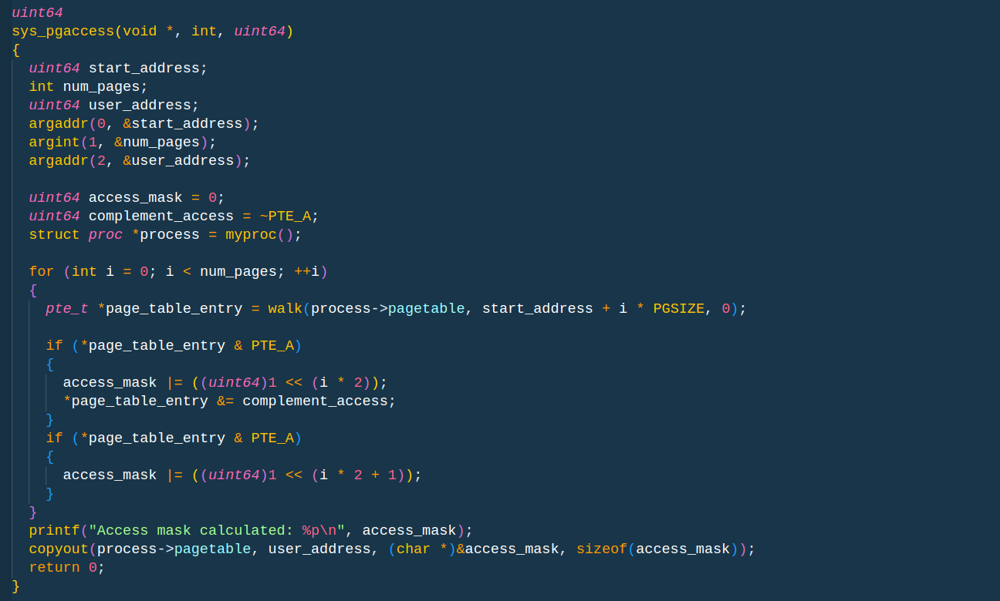 uint64
sys_pgaccess(void *, int, uint64)
{
  uint64 start_address;
  int num_pages;
  uint64 user_address;
  argaddr(0, &start_address);
  argint(1, &num_pages);
  argaddr(2, &user_address);

  uint64 access_mask = 0;
  uint64 complement_access = ~PTE_A;
  struct proc *process = myproc();

  for (int i = 0; i < num_pages; ++i)
  {
    pte_t *page_table_entry = walk(process->pagetable, start_address + i * PGSIZE, 0);

    if (*page_table_entry & PTE_A)
    {
      access_mask |= ((uint64)1 << (i * 2));
      *page_table_entry &= complement_access;
    }
    if (*page_table_entry & PTE_A)
    {
      access_mask |= ((uint64)1 << (i * 2 + 1));
    }
  }
  printf("Access mask calculated: %p\n", access_mask);
  copyout(process->pagetable, user_address, (char *)&access_mask, sizeof(access_mask));
  return 0;
}